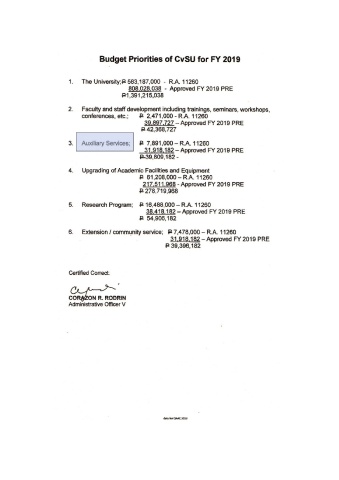 Budget Priorities of CvSU for FY 2019
1. The University; ₱ 583,187,000 - R.A. 11260
808,028,038 - Approved FY 2019 PRE
₱1,391,215,038
2. Faculty and staff development including trainings, seminars, workshops,
conferences, etc.; ₱ 2,471,000 - R.A. 11260
39,897,727 – Approved FY 2019 PRE
₱ 42,368,727
3. Auxiliary Services; ₱ 7,891,000 – R.A. 11260
31,918,182 – Approved FY 2019 PRE
₱ 39,809,182 -
4. Upgrading of Academic Facilities and Equipment
₱ 61,208,000 – R.A. 11260
217,511,968 - Approved FY 2019 PRE
₱ 278,719,968
5. Research Program; ₱ 16,488,000 – R.A. 11260
38,418,182 – Approved FY 2019 PRE
₱ 54,906,182
6. Extension / community service; ₱ 7,478,000 – R.A. 11260
31,918,182 – Approved FY 2019 PRE
₱ 39,396,182
Certified Correct:
CORAZON R. RODRIN
Administrative Officer V